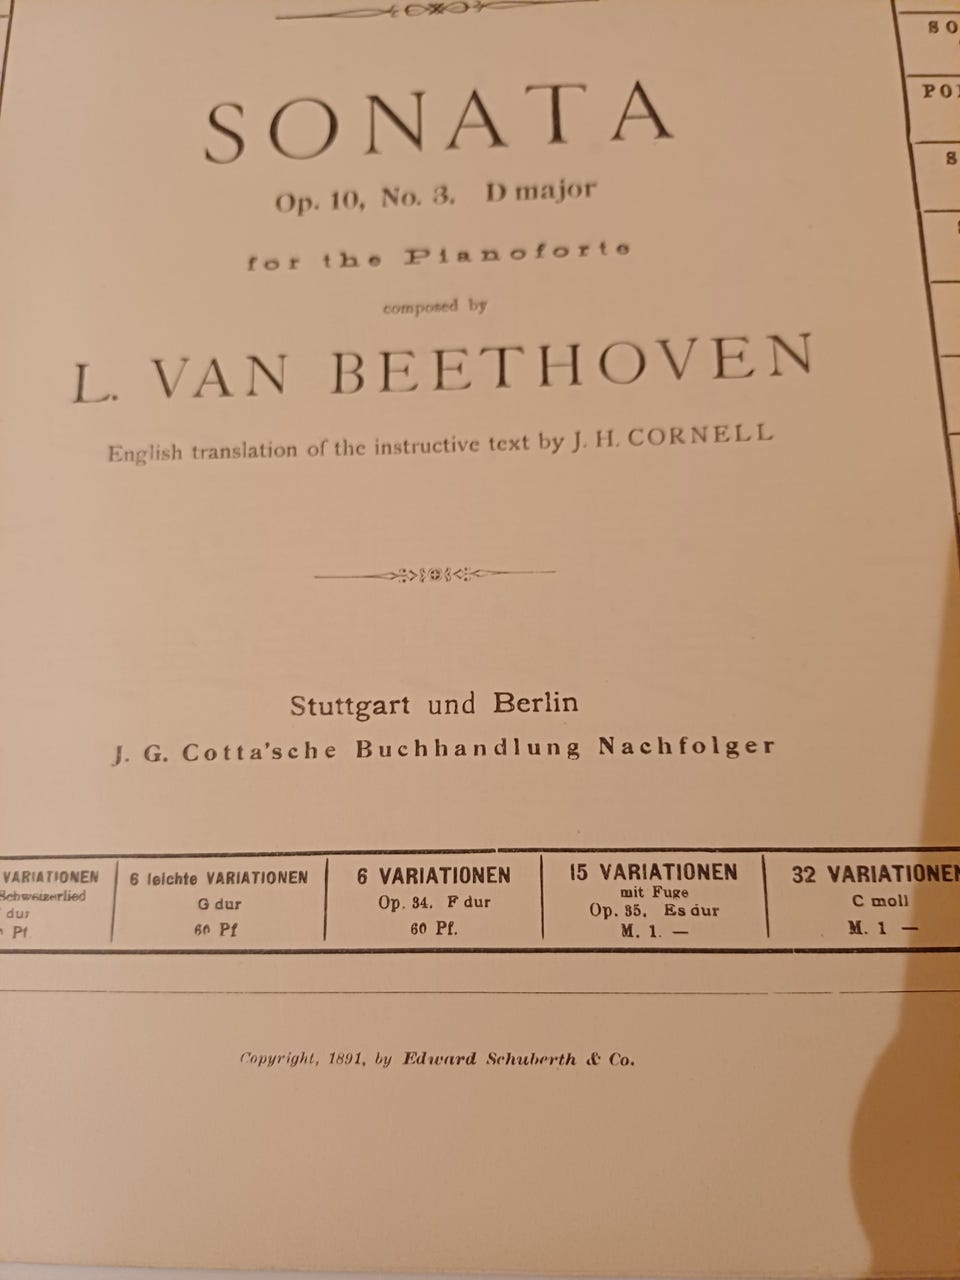 SONATA
Op. 10, No. 3. D major
for the Pianoforte
composed by
L. VAN BEETHOVEN
English translation of the instructive text by J. H. CORNELL
Stuttgart und Berlin
J. G. Cotta'sche Buchhandlung Nachfolger
VARIATIONEN
Schweizerlied
dur
Pf.
6 leichte VARIATIONEN
G dur
60 Pf
6 VARIATIONEN
Op. 34. F dur
60 Pf.
15 VARIATIONEN
mit Fuge
Op. 35. Es dur
M. 1. —
32 VARIATIONEN
C moll
M. 1 —
Copyright, 1891, by Edward Schuberth & Co.